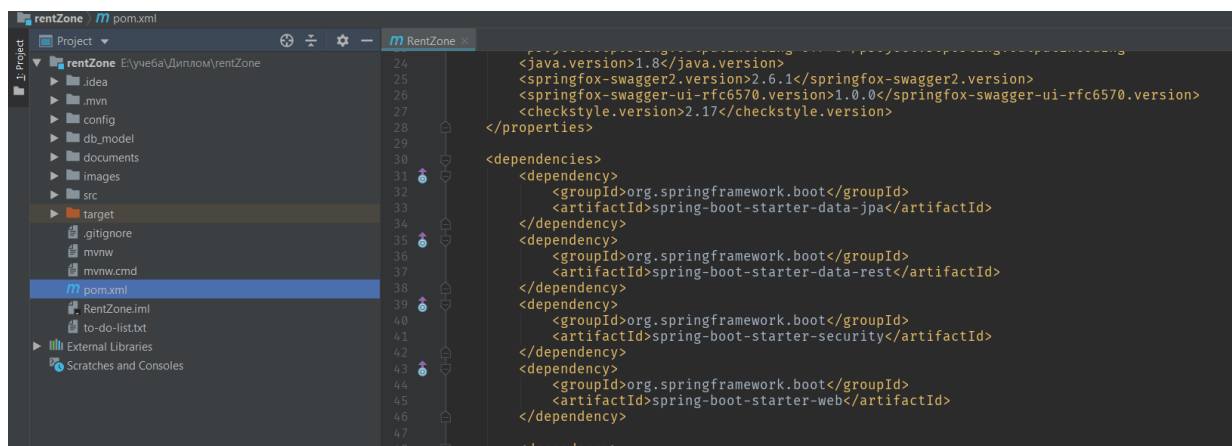 rentZone 〉 pom.xml
1: Project
Project
rentZone E:\учеба\Диплом\rentZone
.idea
.mvn
config
db_model
documents
images
src
target
.gitignore
mvnw
mvnw.cmd
pom.xml
RentZone.iml
to-do-list.txt
External Libraries
Scratches and Consoles
RentZone
24 <java.version>1.8</java.version>
25 <springfox-swagger2.version>2.6.1</springfox-swagger2.version>
26 <springfox-swagger-ui-rfc6570.version>1.0.0</springfox-swagger-ui-rfc6570.version>
27 <checkstyle.version>2.17</checkstyle.version>
28 </properties>
29
30 <dependencies>
31 <dependency>
32 <groupId>org.springframework.boot</groupId>
33 <artifactId>spring-boot-starter-data-jpa</artifactId>
34 </dependency>
35 <dependency>
36 <groupId>org.springframework.boot</groupId>
37 <artifactId>spring-boot-starter-data-rest</artifactId>
38 </dependency>
39 <dependency>
40 <groupId>org.springframework.boot</groupId>
41 <artifactId>spring-boot-starter-security</artifactId>
42 </dependency>
43 <dependency>
44 <groupId>org.springframework.boot</groupId>
45 <artifactId>spring-boot-starter-web</artifactId>
46 </dependency>
47